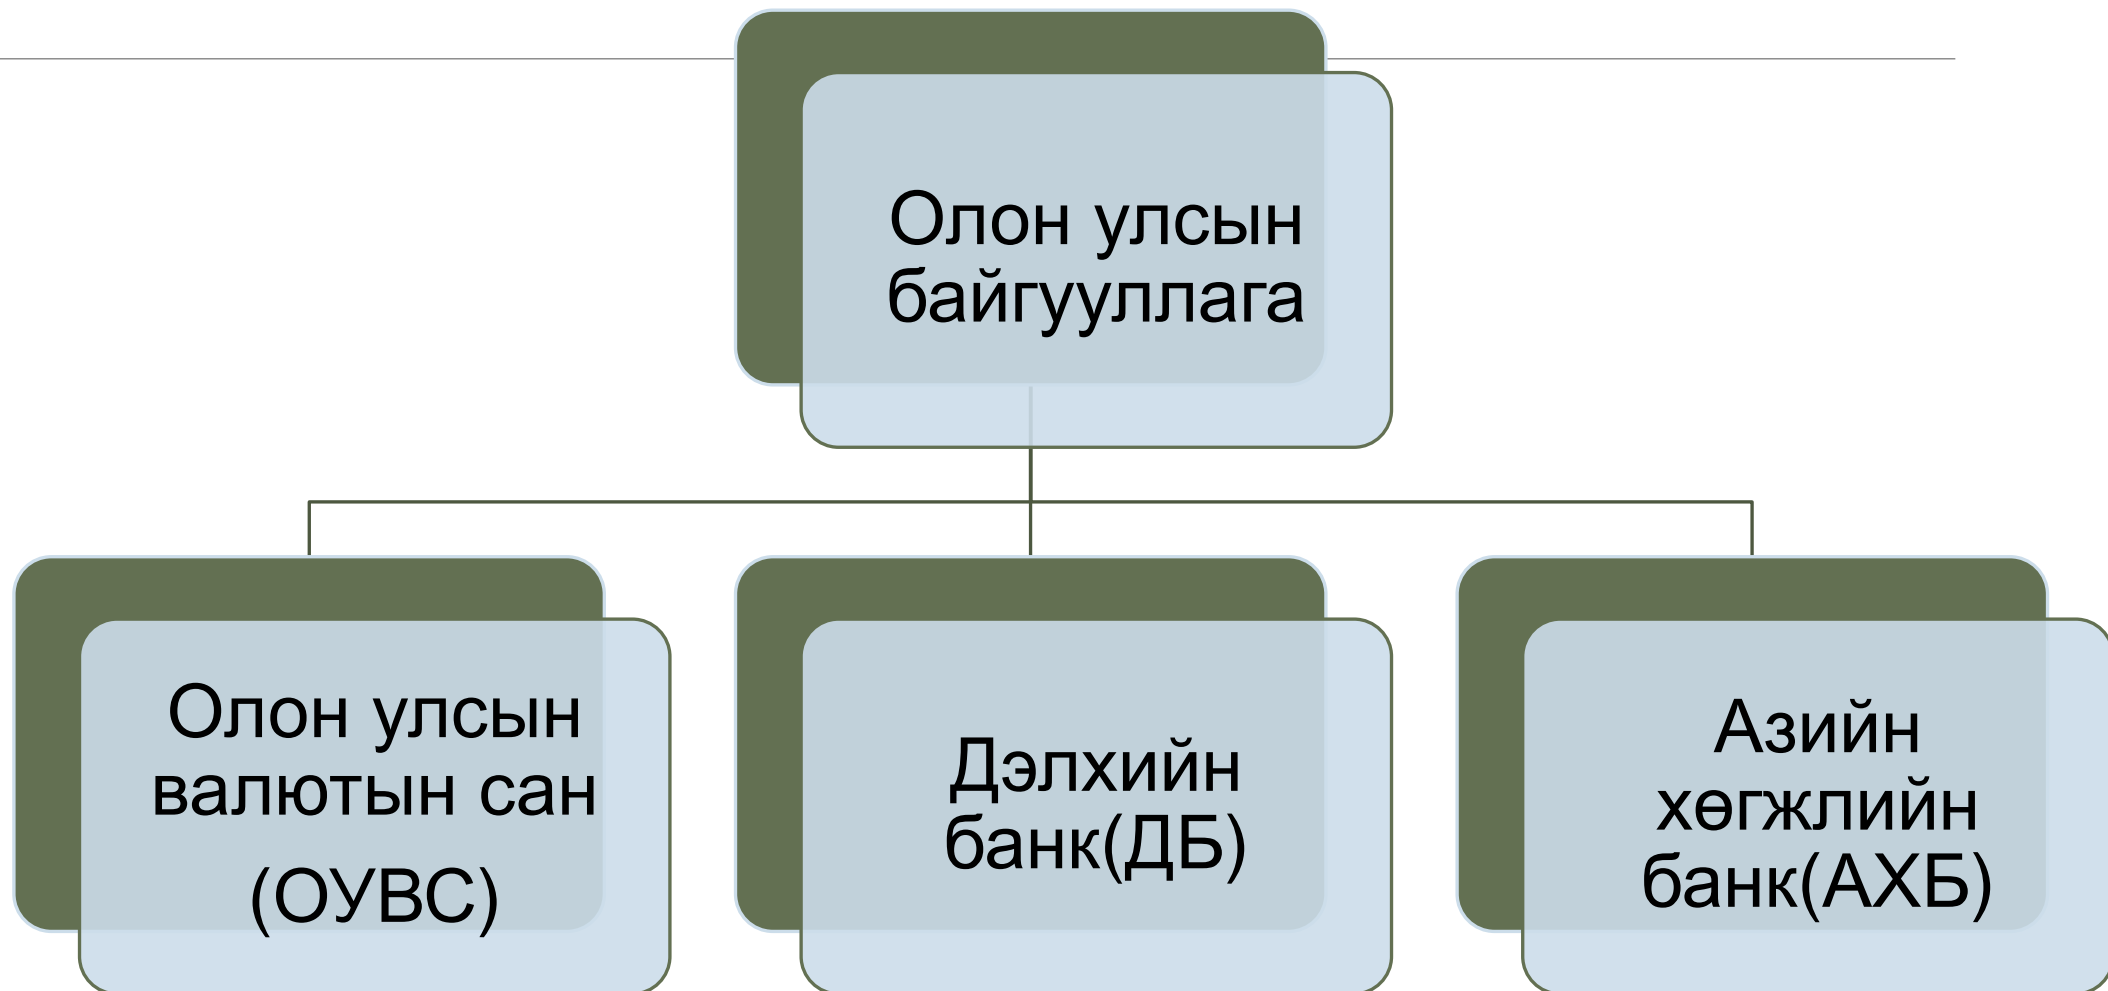 Олон улсын
байгууллага
Олон улсын
валютын сан
(ОУВС)
Дэлхийн
банк(ДБ)
Азийн
хөгжлийн
банк(АХБ)